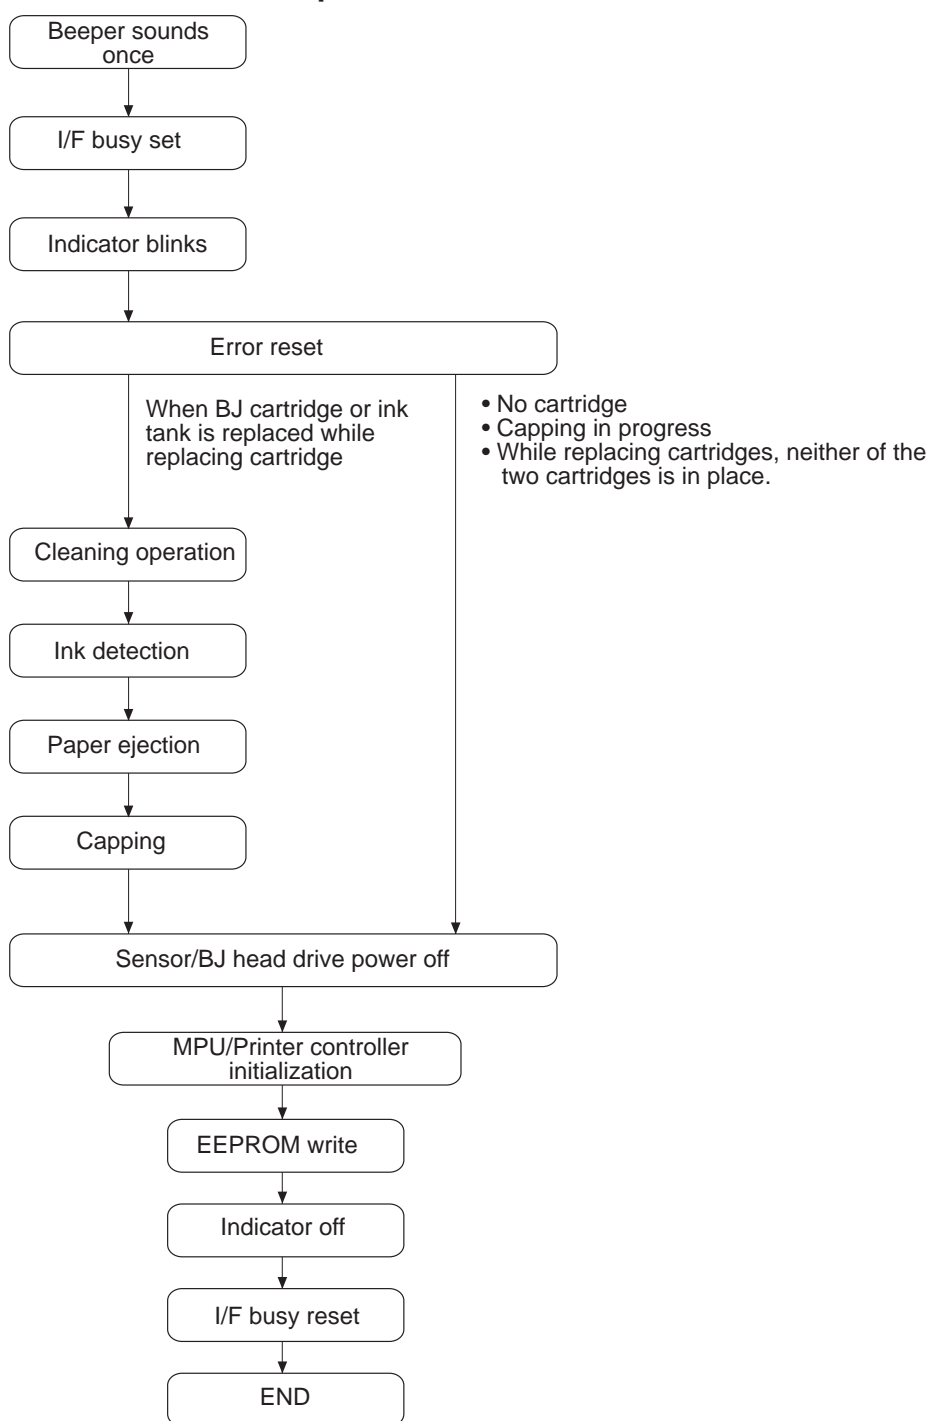 Beeper sounds
once
I/F busy set
Indicator blinks
Error reset
When BJ cartridge or ink
tank is replaced while
replacing cartridge
• No cartridge
• Capping in progress
• While replacing cartridges, neither of the
two cartridges is in place.
Cleaning operation
Ink detection
Paper ejection
Capping
Sensor/BJ head drive power off
MPU/Printer controller
initialization
EEPROM write
Indicator off
I/F busy reset
END